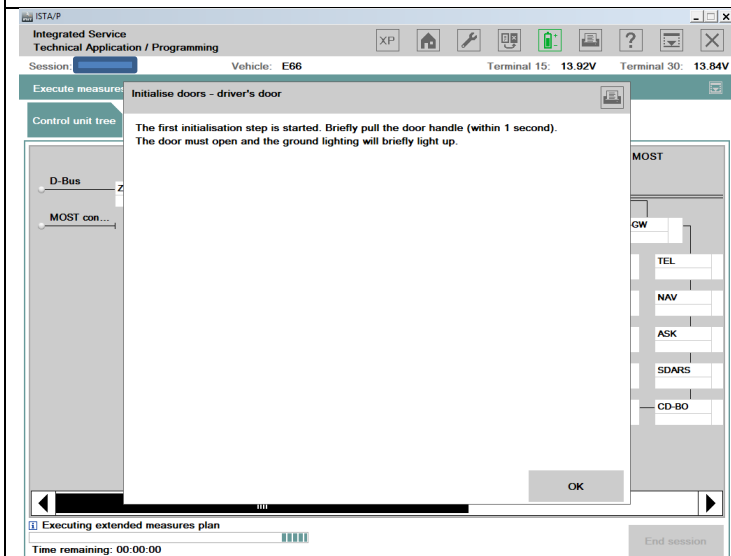 ISTA/P
Integrated Service
Technical Application / Programming
XP
Session:
Vehicle: E66
Terminal 15: 13.92V
Terminal 30: 13.84V
Execute measure
Initialise doors - driver's door
Control unit tree
The first initialisation step is started. Briefly pull the door handle (within 1 second).
The door must open and the ground lighting will briefly light up.
MOST
D-Bus
Z
MOST con...
GW
TEL
NAV
ASK
SDARS
CD-BO
OK
Executing extended measures plan
Time remaining: 00:00:00
End session